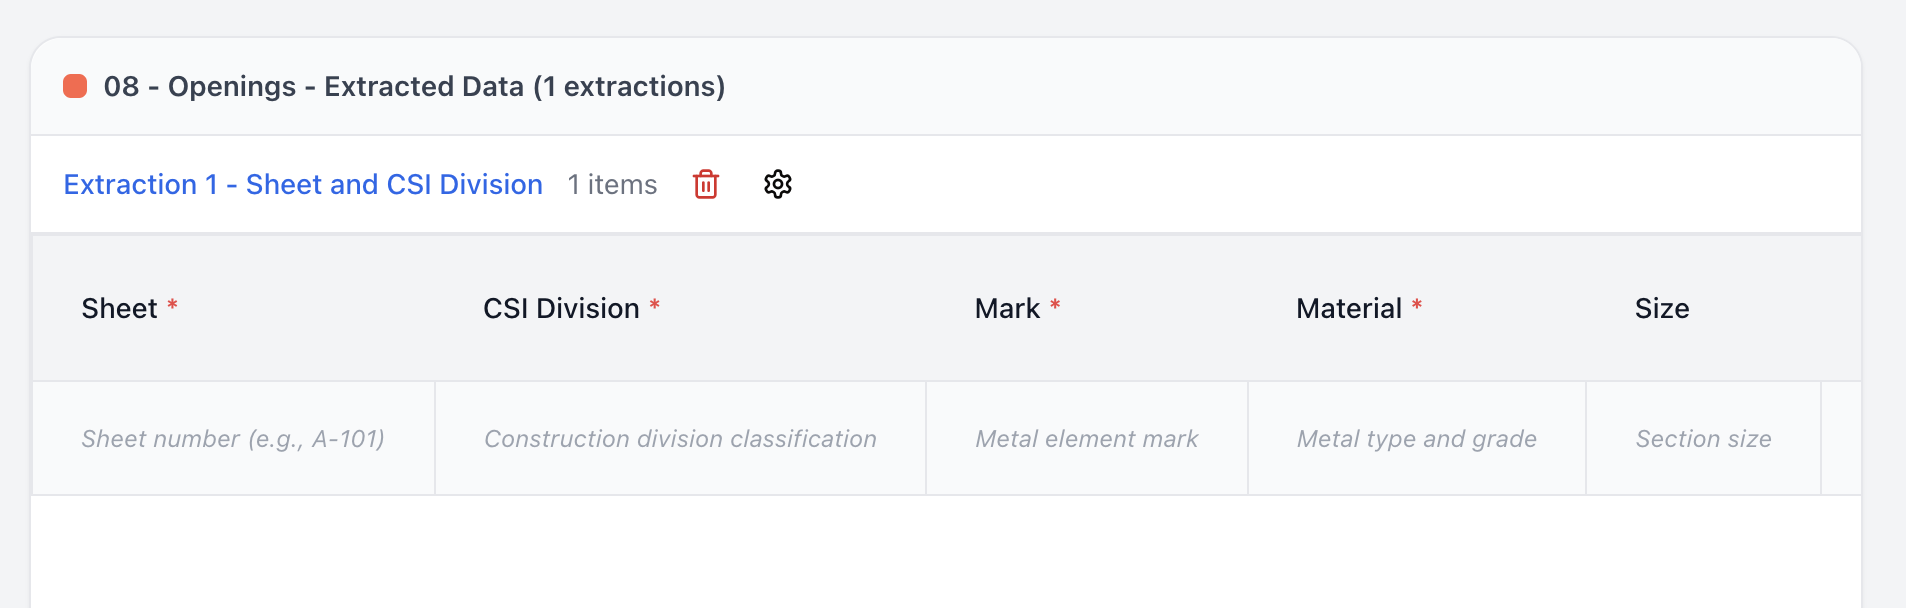 08 - Openings - Extracted Data (1 extractions)
Extraction 1 - Sheet and CSI Division 1 items
Sheet * CSI Division * Mark * Material * Size
Sheet number (e.g., A-101) Construction division classification Metal element mark Metal type and grade Section size